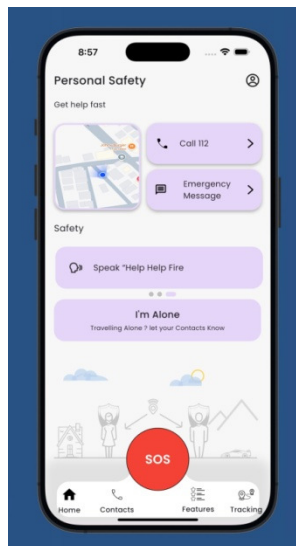 8:57
Personal Safety
Get help fast
Call 112
Emergency
Message
Safety
Speak "Help Help Fire
I'm Alone
Travelling Alone ? let your Contacts Know
SOS
Home
Contacts
Features
Tracking